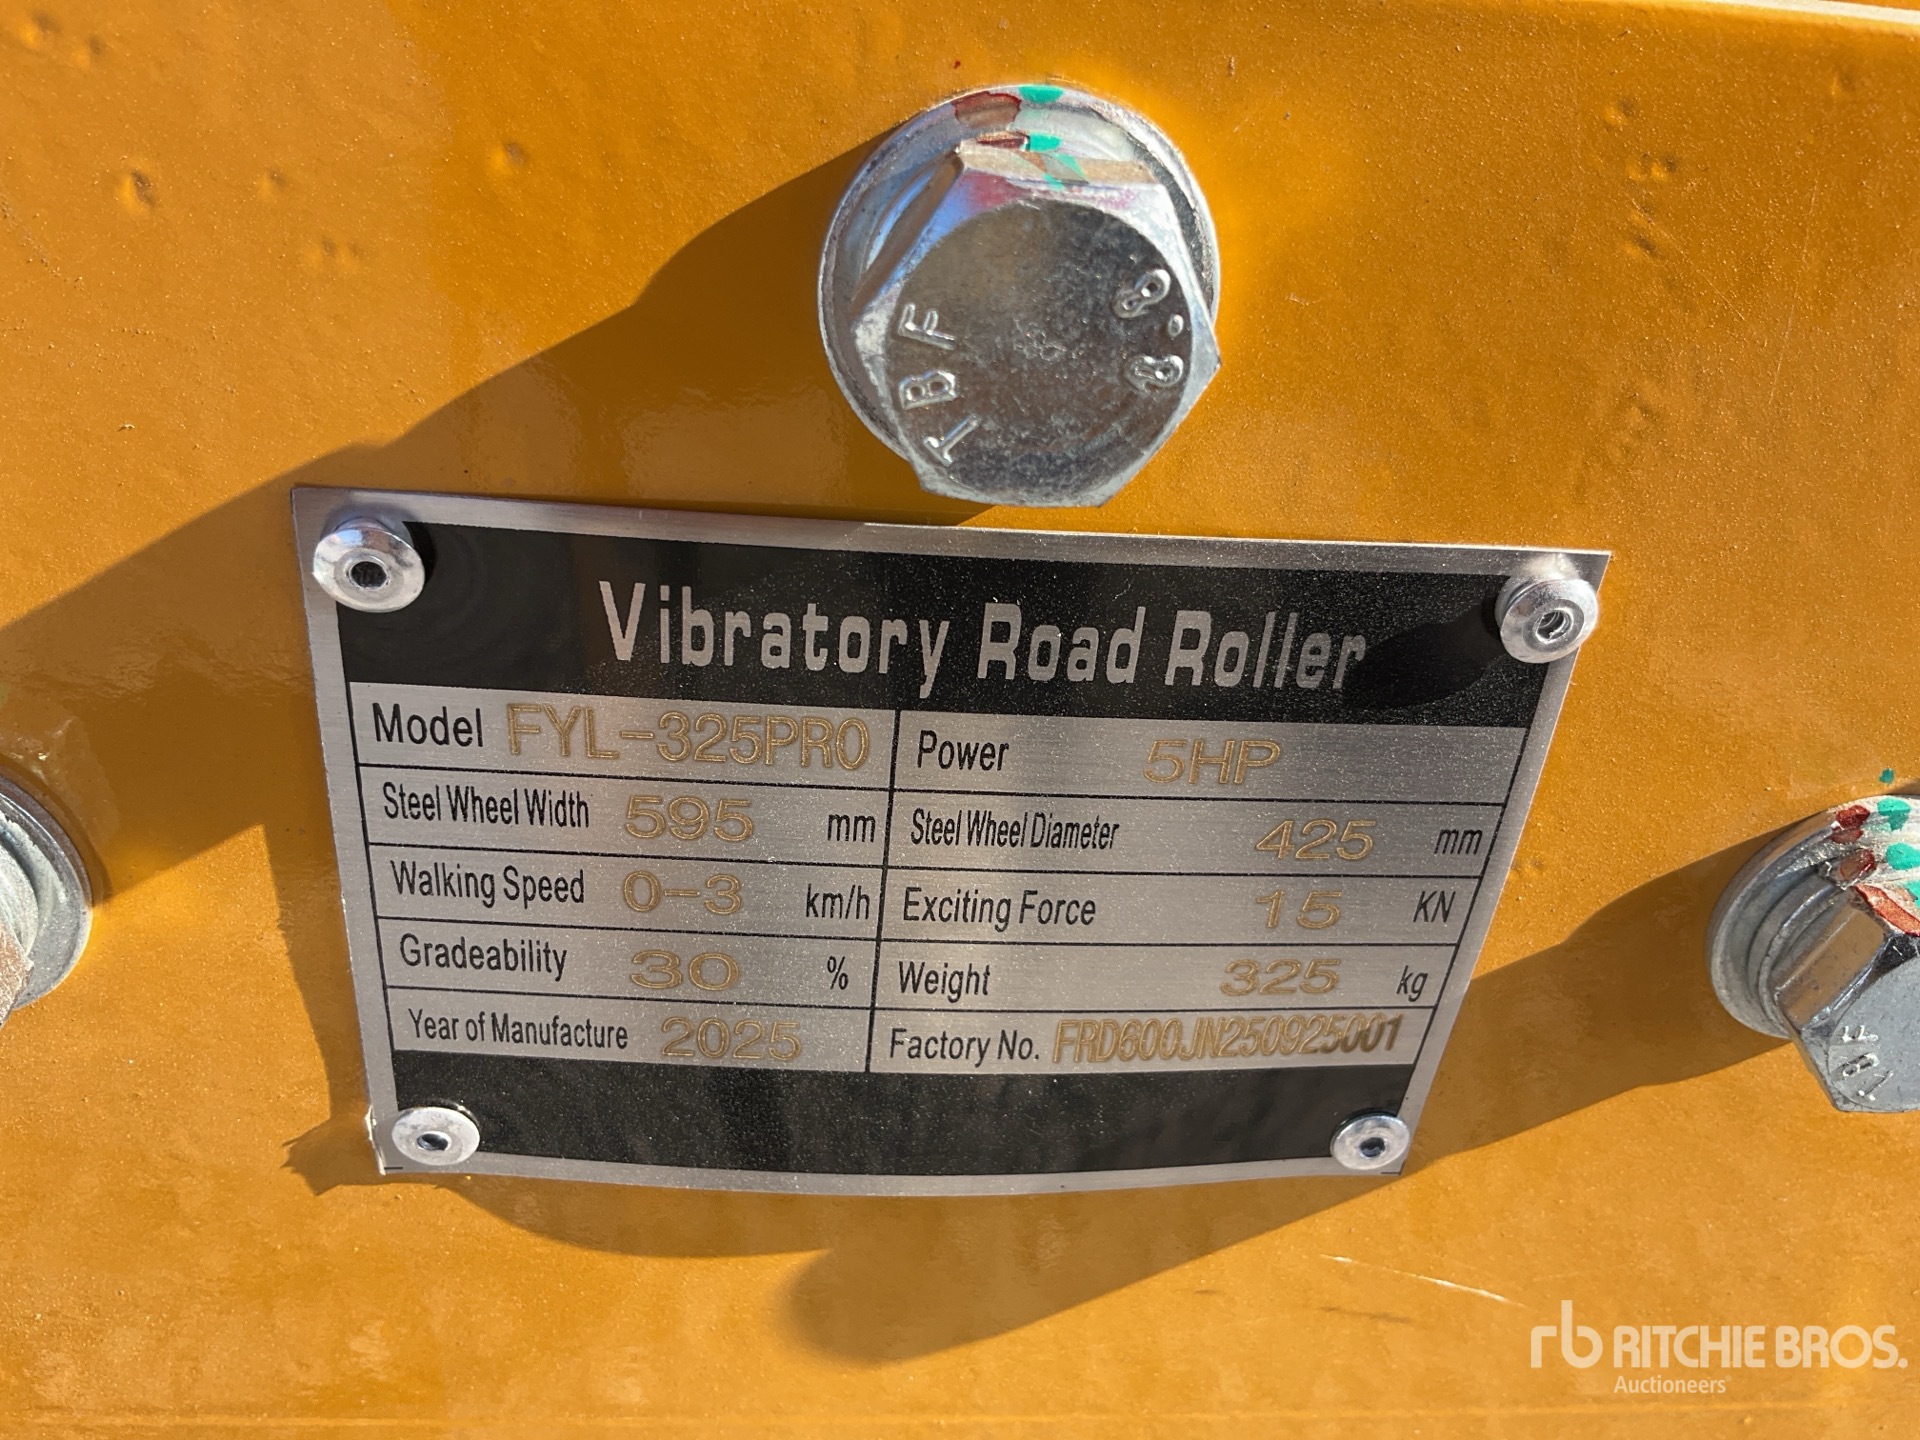 8.8
TBF
Vibratory Road Roller
Model FYL-325PRO Power 5HP
Steel Wheel Width 595 mm Steel Wheel Diameter 425 mm
Walking Speed 0-3 km/h Exciting Force 15 KN
Gradeability 30 % Weight 325 kg
Year of Manufacture 2025 Factory No. FRD600JN250925001
TBF
rb RITCHIE BROS.
Auctioneers